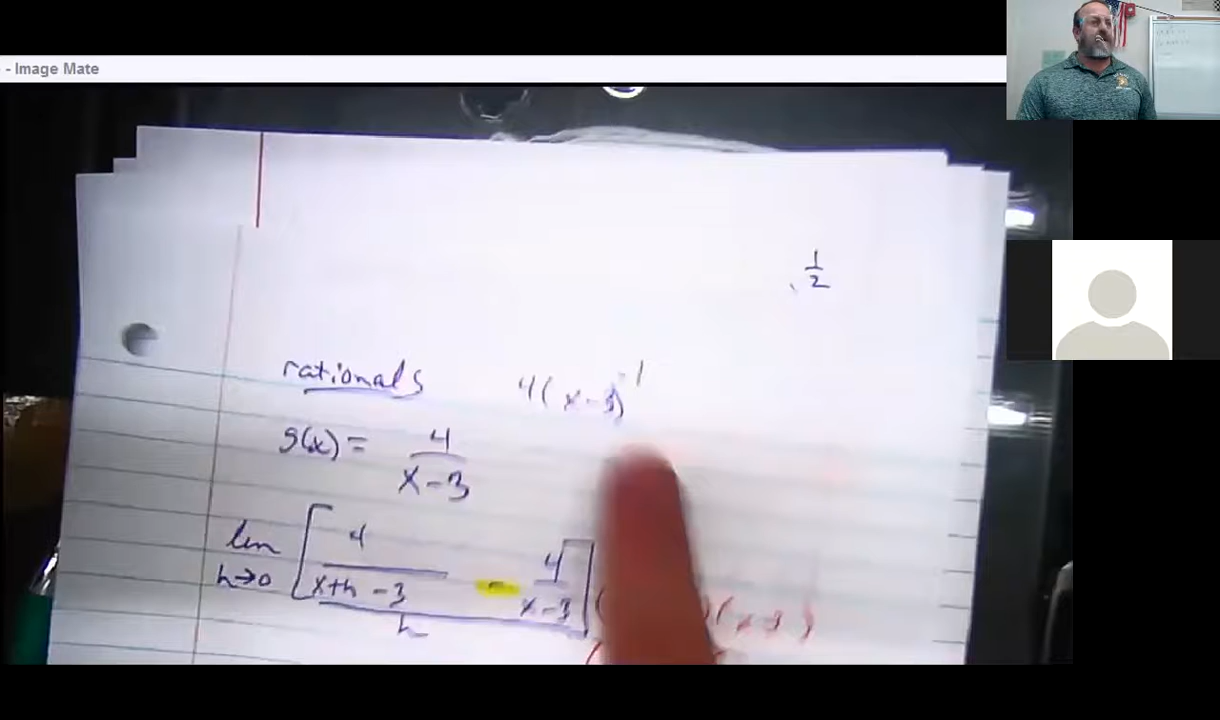 - Image Mate
1/2
rationals 4(x-3)^-1
g(x) = 4/(x-3)
lim h→0 [4/(x+h-3) - 4/(x-3)]/h (x-3)